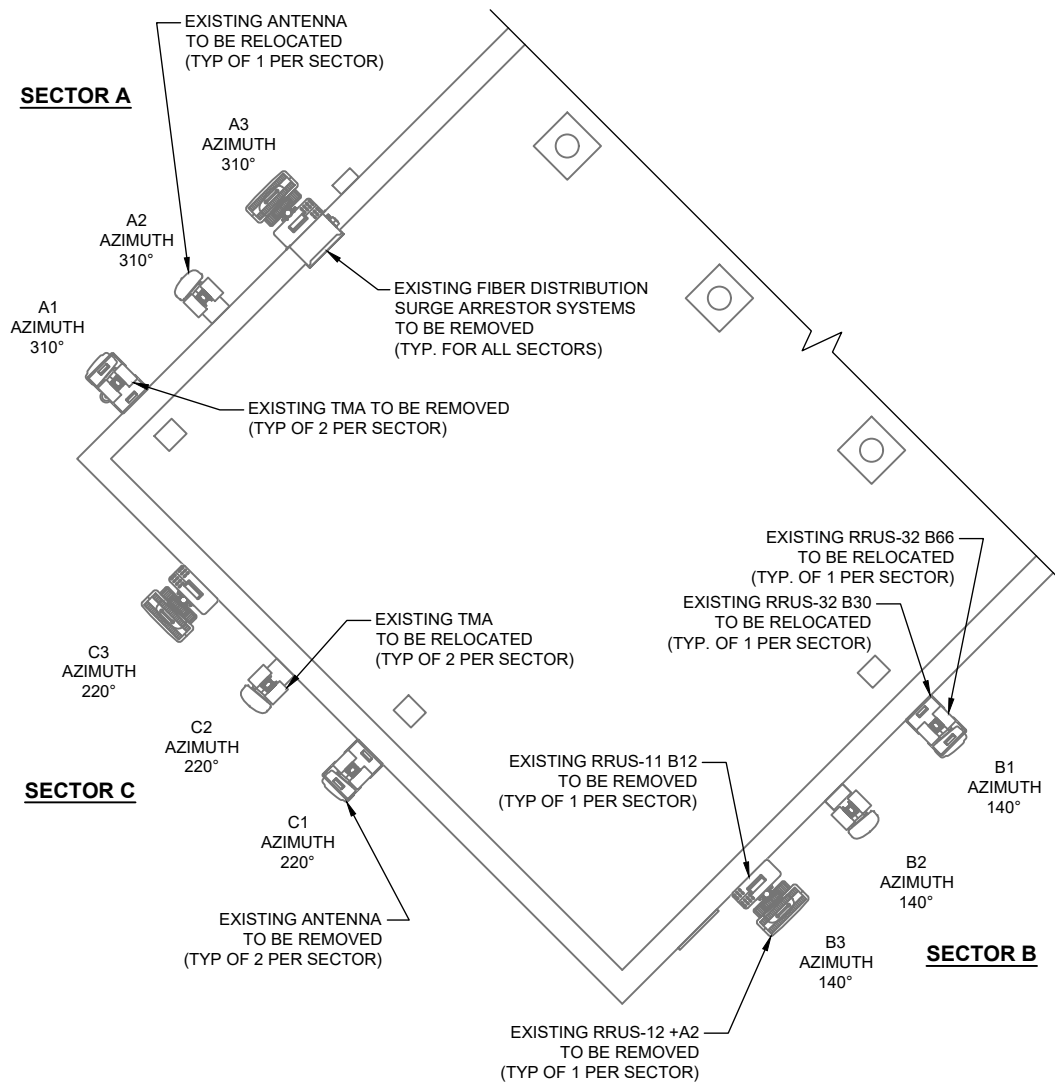 EXISTING ANTENNA
TO BE RELOCATED
(TYP OF 1 PER SECTOR)
SECTOR A
A3
AZIMUTH
310°
A2
AZIMUTH
310°
A1
AZIMUTH
310°
EXISTING FIBER DISTRIBUTION
SURGE ARRESTOR SYSTEMS
TO BE REMOVED
(TYP. FOR ALL SECTORS)
EXISTING TMA TO BE REMOVED
(TYP OF 2 PER SECTOR)
EXISTING RRUS-32 B66
TO BE RELOCATED
(TYP. OF 1 PER SECTOR)
EXISTING RRUS-32 B30
TO BE RELOCATED
(TYP. OF 1 PER SECTOR)
EXISTING TMA
TO BE RELOCATED
(TYP OF 2 PER SECTOR)
C3
AZIMUTH
220°
C2
AZIMUTH
220°
SECTOR C
C1
AZIMUTH
220°
EXISTING RRUS-11 B12
TO BE REMOVED
(TYP OF 1 PER SECTOR)
B1
AZIMUTH
140°
B2
AZIMUTH
140°
B3
AZIMUTH
140°
SECTOR B
EXISTING ANTENNA
TO BE REMOVED
(TYP OF 2 PER SECTOR)
EXISTING RRUS-12 +A2
TO BE REMOVED
(TYP OF 1 PER SECTOR)